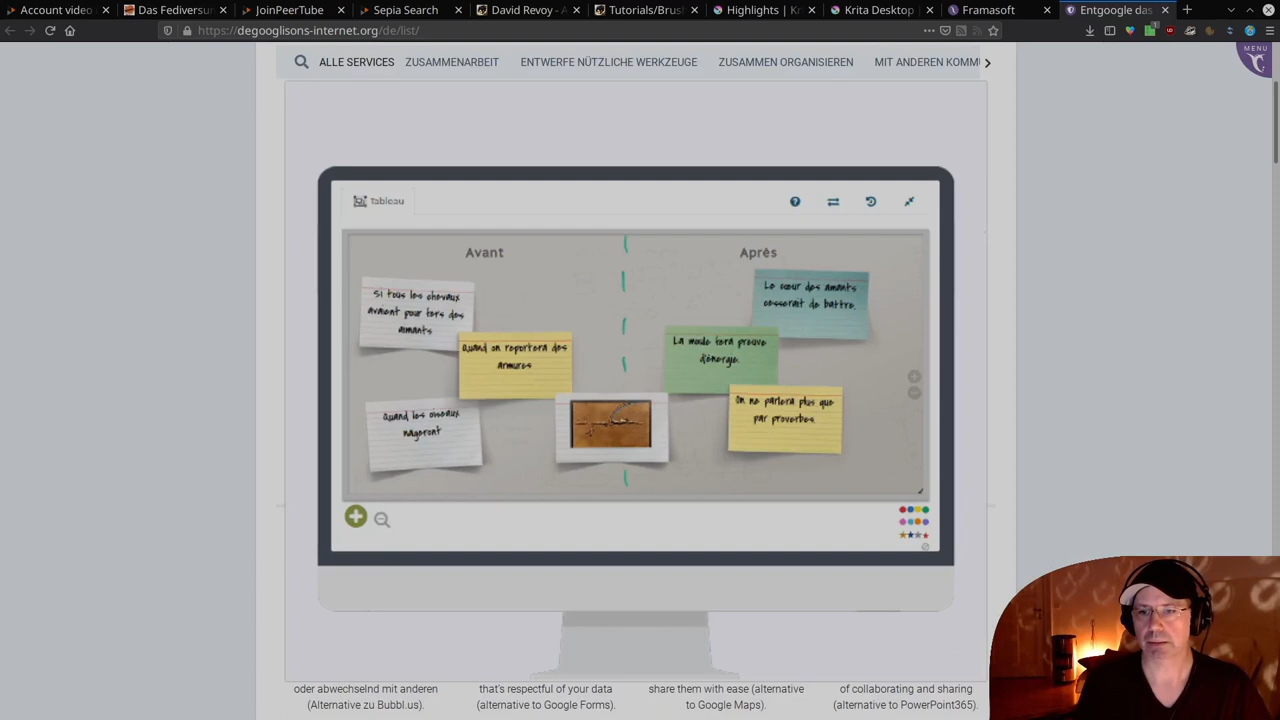 Account video
Das Fediversum
JoinPeerTube
Sepia Search
David Revoy - A
Tutorials/Brus
Highlights | K
Krita Desktop
Framasoft
Entgoogle das
https://degooglisons-internet.org/de/list/
MENU
ALLE SERVICES ZUSAMMENARBEIT ENTWERFE NÜTZLICHE WERKZEUGE ZUSAMMEN ORGANISIEREN MIT ANDEREN KOMMU
Tableau
Avant
Après
Si tous les chevaux
avaient pour fers des
aimants
Quand on reportera des
armures
Quand les oiseaux
nageront
Le cœur des amants
cesserait de battre.
La mode fera preuve
d'énergie.
On ne parlera plus que
par proverbes.
oder abwechselnd mit anderen
(Alternative zu Bubbl.us).
that's respectful of your data
(alternative to Google Forms).
share them with ease (alternative
to Google Maps).
of collaborating and sharing
(alternative to PowerPoint365).